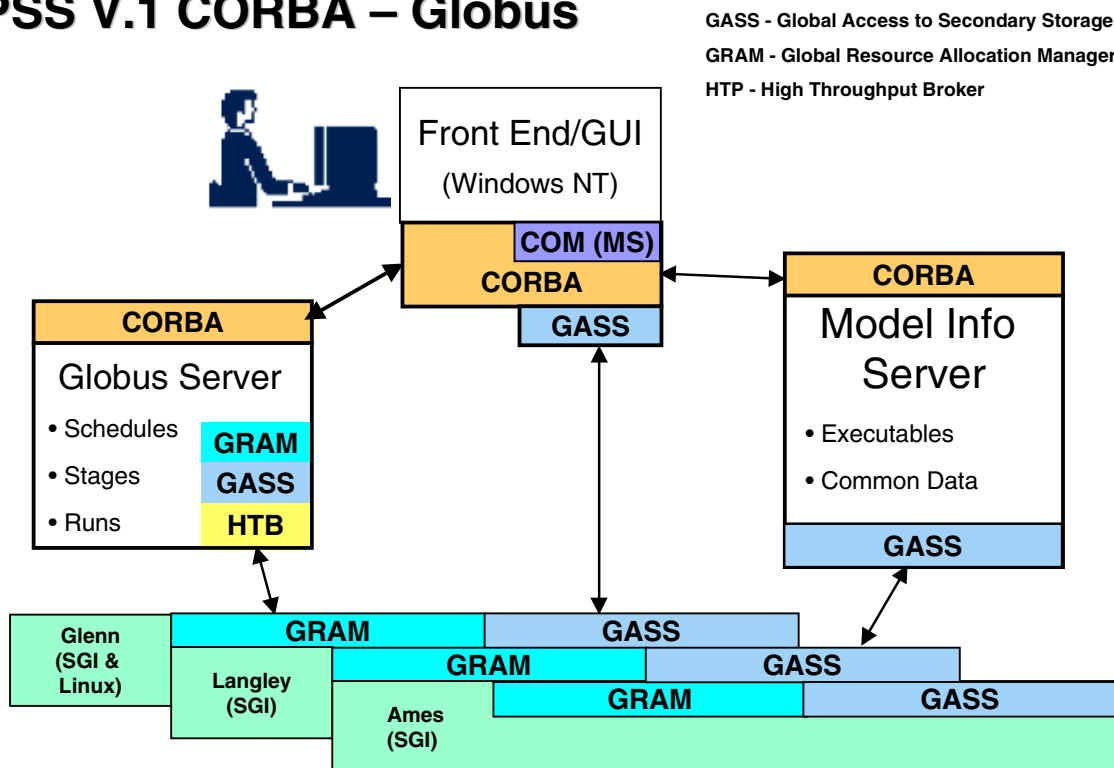 PSS V.1 CORBA – Globus
GASS - Global Access to Secondary Storage
GRAM - Global Resource Allocation Manager
HTP - High Throughput Broker
Front End/GUI
(Windows NT)
COM (MS)
CORBA
GASS
CORBA
Globus Server
• Schedules
• Stages
• Runs
GRAM
GASS
HTB
CORBA
Model Info
Server
• Executables
• Common Data
GASS
Glenn
(SGI &
Linux)
GRAM
GASS
Langley
(SGI)
GRAM
GASS
Ames
(SGI)
GRAM
GASS